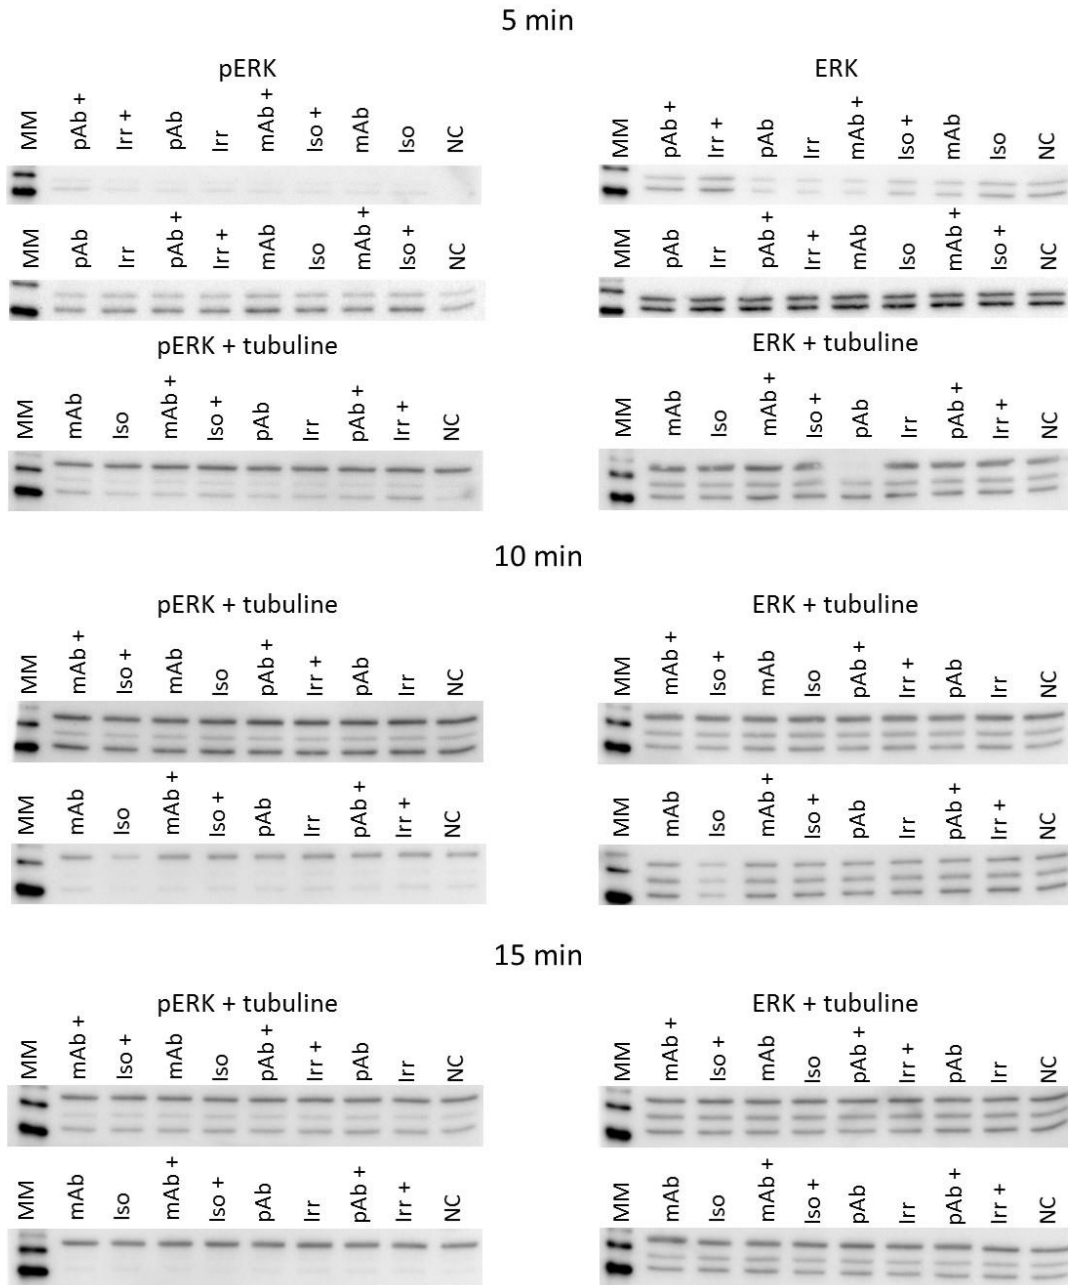 5 min
pERK
ERK
MM pAb + Irr + pAb Irr mAb + Iso + mAb Iso NC
MM pAb + Irr + pAb Irr mAb + Iso + mAb Iso NC
MM pAb Irr pAb + Irr + mAb Iso mAb + Iso + NC
MM pAb Irr pAb + Irr + mAb Iso mAb + Iso + NC
pERK + tubuline
ERK + tubuline
MM mAb Iso mAb + Iso + pAb Irr pAb + Irr + NC
MM mAb Iso mAb + Iso + pAb Irr pAb + Irr + NC
10 min
pERK + tubuline
ERK + tubuline
MM mAb + Iso + mAb Iso pAb + Irr + pAb Irr NC
MM mAb + Iso + mAb Iso pAb + Irr + pAb Irr NC
MM mAb Iso mAb + Iso + pAb Irr pAb + Irr + NC
MM mAb Iso mAb + Iso + pAb Irr pAb + Irr + NC
15 min
pERK + tubuline
ERK + tubuline
MM mAb + Iso + mAb Iso pAb + Irr + pAb Irr NC
MM mAb + Iso + mAb Iso pAb + Irr + pAb Irr NC
MM mAb Iso mAb + Iso + pAb Irr pAb + Irr + NC
MM mAb Iso mAb + Iso + pAb Irr pAb + Irr + NC